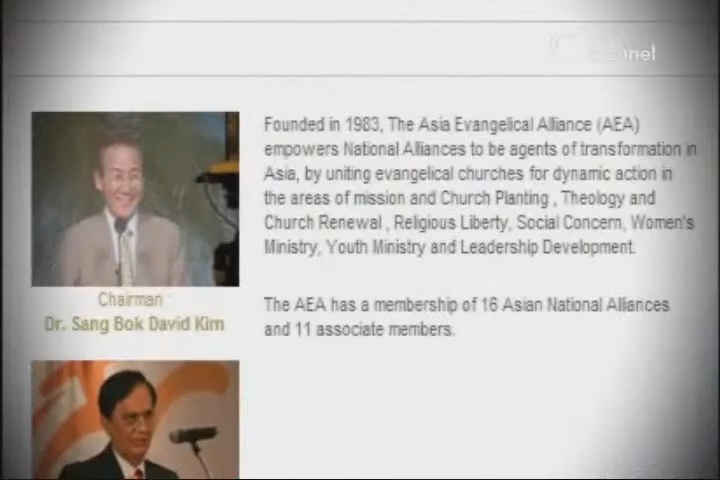 Founded in 1983, The Asia Evangelical Alliance (AEA)
empowers National Alliances to be agents of transformation in
Asia, by uniting evangelical churches for dynamic action in
the areas of mission and Church Planting , Theology and
Church Renewal , Religious Liberty, Social Concern, Women's
Ministry, Youth Ministry and Leadership Development.
The AEA has a membership of 16 Asian National Alliances
and 11 associate members.
Chairman
Dr. Sang Bok David Kim